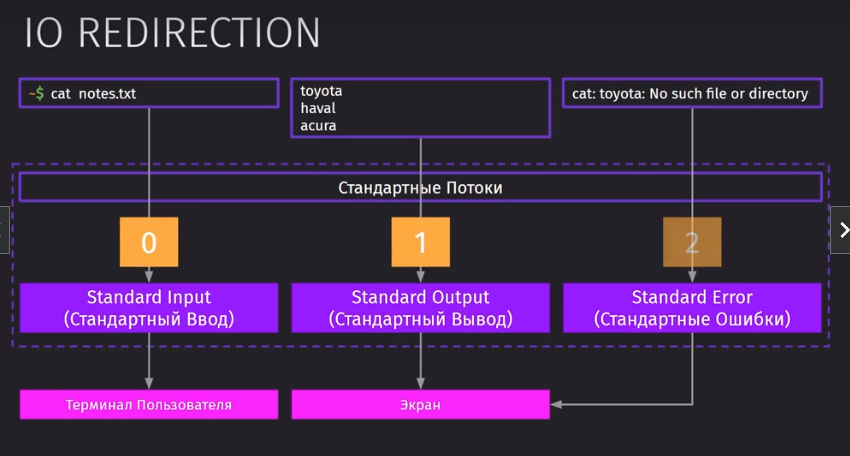 IO REDIRECTION
~$ cat notes.txt
toyota
haval
acura
cat: toyota: No such file or directory
Стандартные Потоки
0
1
2
Standard Input
(Стандартный Ввод)
Standard Output
(Стандартный Вывод)
Standard Error
(Стандартные Ошибки)
Терминал Пользователя
Экран